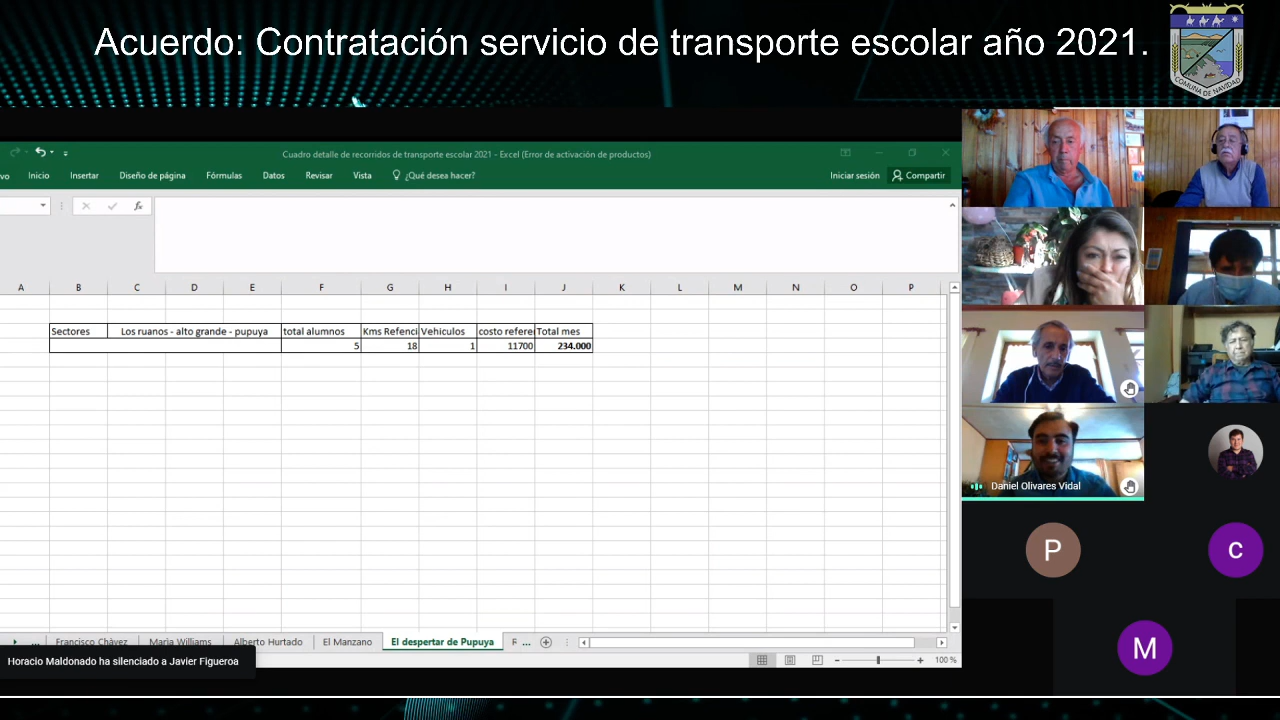 Acuerdo: Contratación servicio de transporte escolar año 2021.
COMUNA DE NAVIDAD
Cuadro detalle de recorridos de transporte escolar 2021 - Excel (Error de activación de productos)
vo Inicio Insertar Diseño de página Fórmulas Datos Revisar Vista ¿Qué desea hacer? Iniciar sesión Compartir
fx
A B C D E F G H I J K L M N O P
Sectores Los ruanos - alto grande - pupuya total alumnos Kms Refenci Vehiculos costo refere Total mes
5 18 1 11700 234.000
Daniel Olivares Vidal
P
c
M
... Francisco Chávez Maria Williams Alberto Hurtado El Manzano El despertar de Pupuya F ...
Horacio Maldonado ha silenciado a Javier Figueroa
100 %